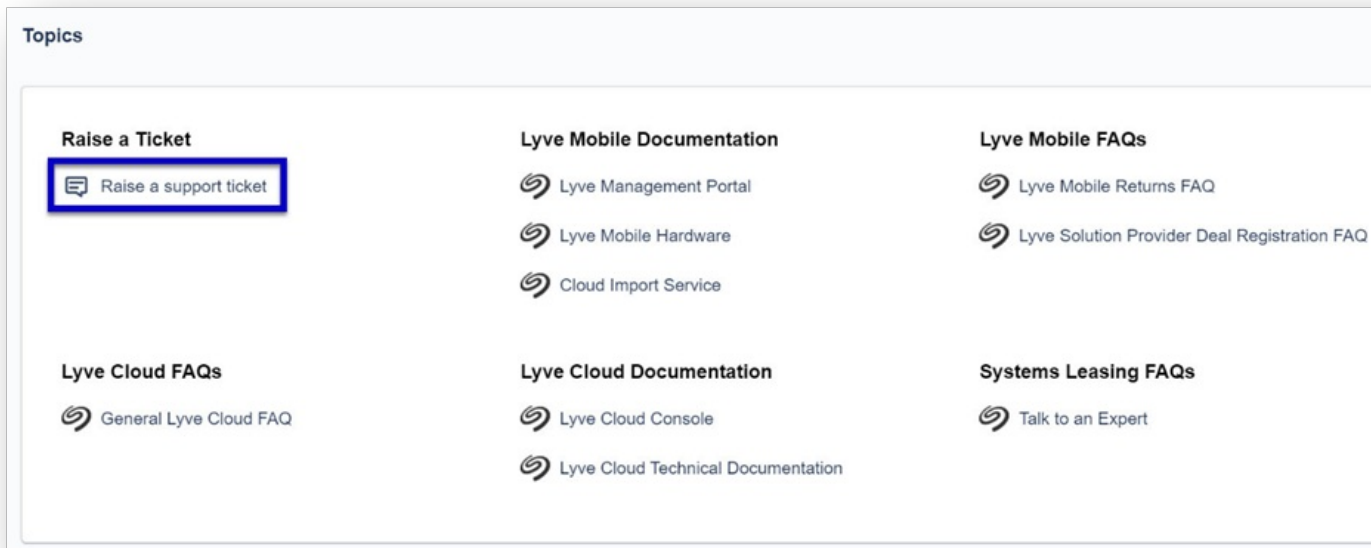 Topics
Raise a Ticket
Raise a support ticket
Lyve Mobile Documentation
Lyve Management Portal
Lyve Mobile Hardware
Cloud Import Service
Lyve Mobile FAQs
Lyve Mobile Returns FAQ
Lyve Solution Provider Deal Registration FAQ
Lyve Cloud FAQs
General Lyve Cloud FAQ
Lyve Cloud Documentation
Lyve Cloud Console
Lyve Cloud Technical Documentation
Systems Leasing FAQs
Talk to an Expert